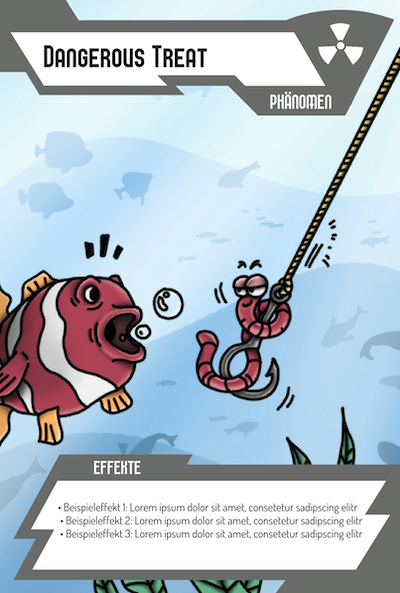 Dangerous Treat
Phänomen
Effekte
• Beispieleffekt 1: Lorem ipsum dolor sit amet, consetetur sadipscing elitr
• Beispieleffekt 2: Lorem ipsum dolor sit amet, consetetur sadipscing elitr
• Beispieleffekt 3: Lorem ipsum dolor sit amet, consetetur sadipscing elitr